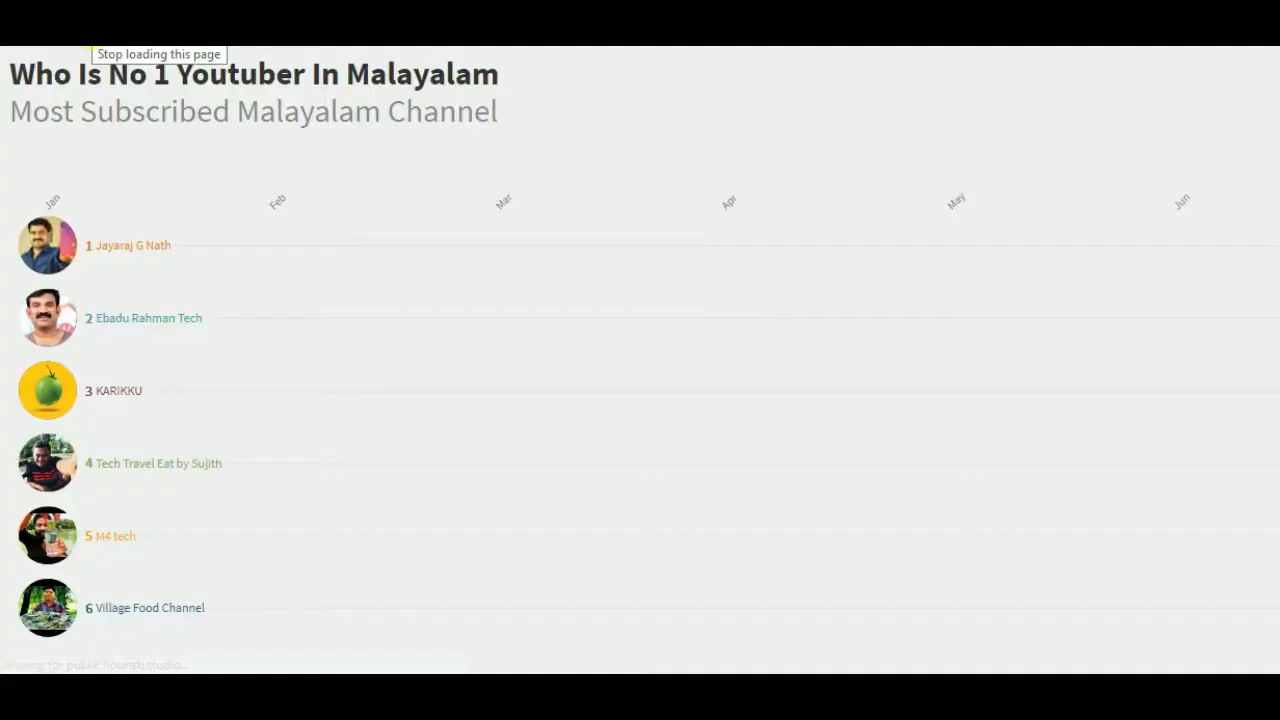 Stop loading this page
Who Is No 1 Youtuber In Malayalam
Most Subscribed Malayalam Channel
Jan Feb Mar Apr May Jun
1 Jayaraj G Nath
2 Ebadu Rahman Tech
3 KARIKKU
4 Tech Travel Eat by Sujith
5 M4 tech
6 Village Food Channel